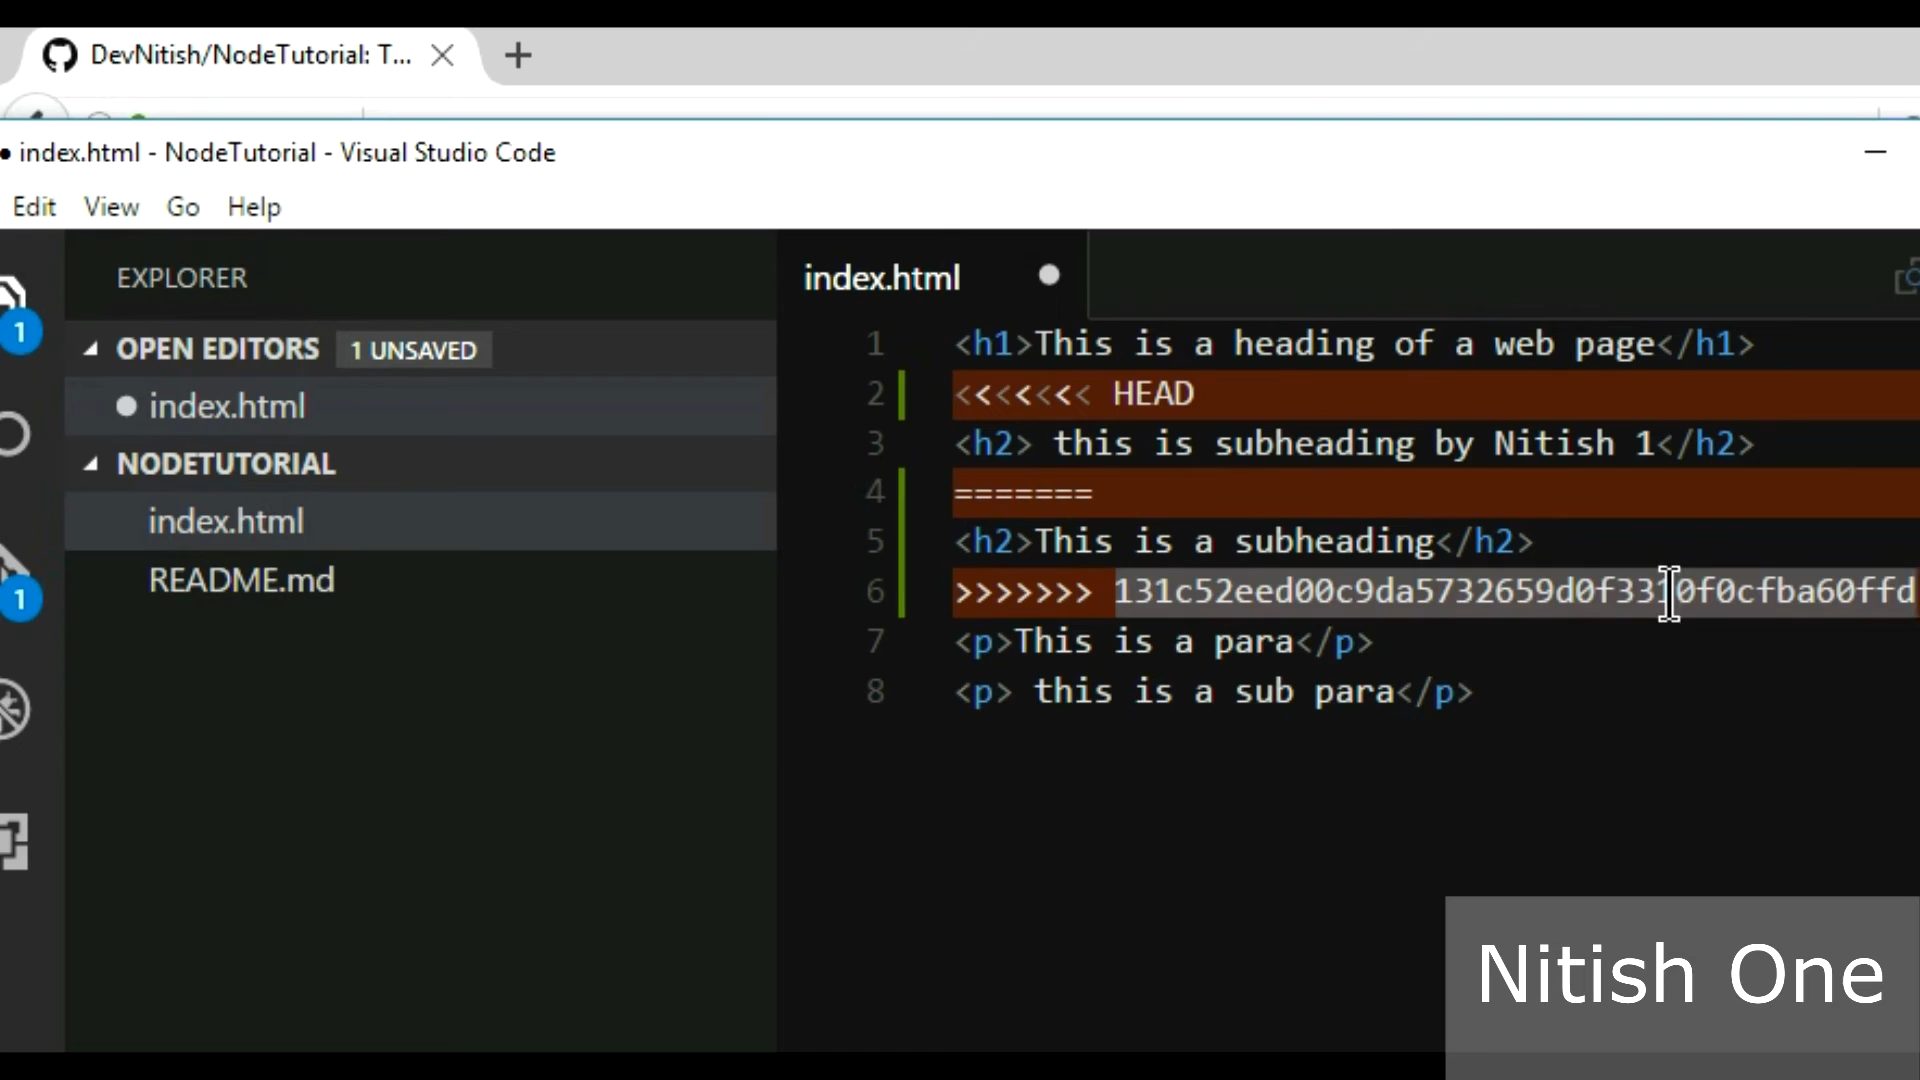 DevNitish/NodeTutorial: T...
index.html - NodeTutorial - Visual Studio Code
Edit View Go Help
EXPLORER
OPEN EDITORS 1 UNSAVED
index.html
NODETUTORIAL
index.html
README.md
1
1
index.html
1 <h1>This is a heading of a web page</h1>
2 <<<<<<< HEAD
3 <h2> this is subheading by Nitish 1</h2>
4 =======
5 <h2>This is a subheading</h2>
6 >>>>>>> 131c52eed00c9da5732659d0f3310f0cfba60ffd
7 <p>This is a para</p>
8 <p> this is a sub para</p>
Nitish One